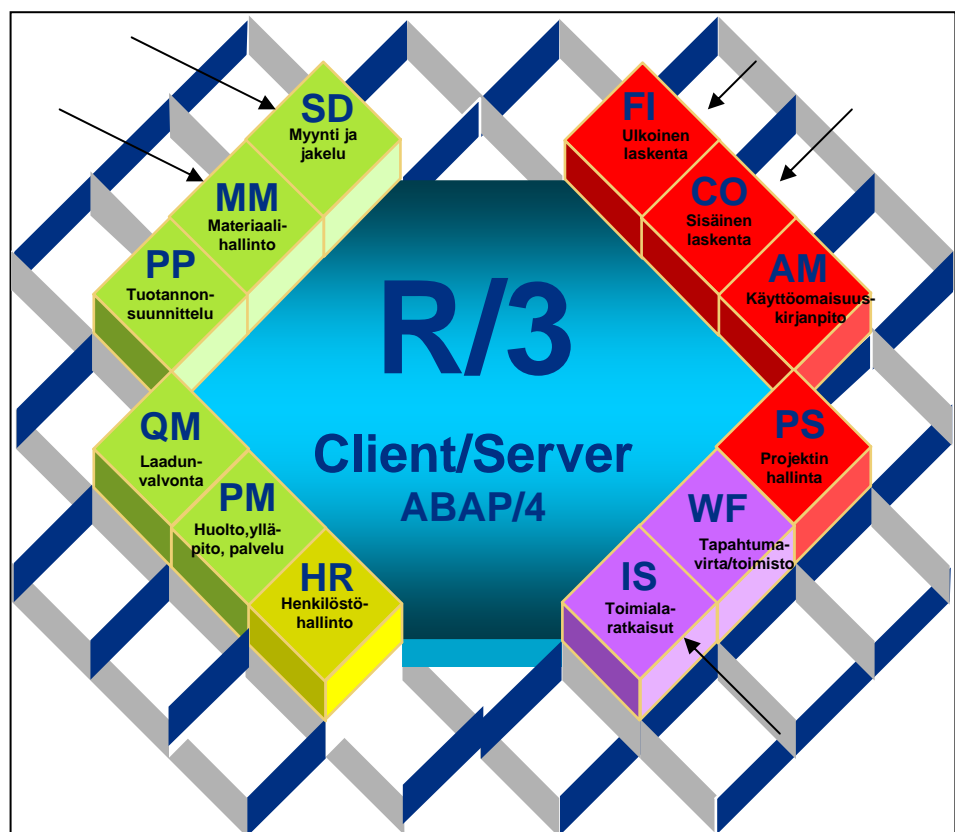 SD
Myynti ja
jakelu
MM
Materiaali-
hallinto
PP
Tuotannon-
suunnittelu
FI
Ulkoinen
laskenta
CO
Sisäinen
laskenta
AM
Käyttöomaisuus-
kirjanpito
R/3
Client/Server
ABAP/4
QM
Laadun-
valvonta
PM
Huolto,yllä-
pito, palvelu
HR
Henkilöstö-
hallinto
PS
Projektin
hallinta
WF
Tapahtuma-
virta/toimisto
IS
Toimiala-
ratkaisut